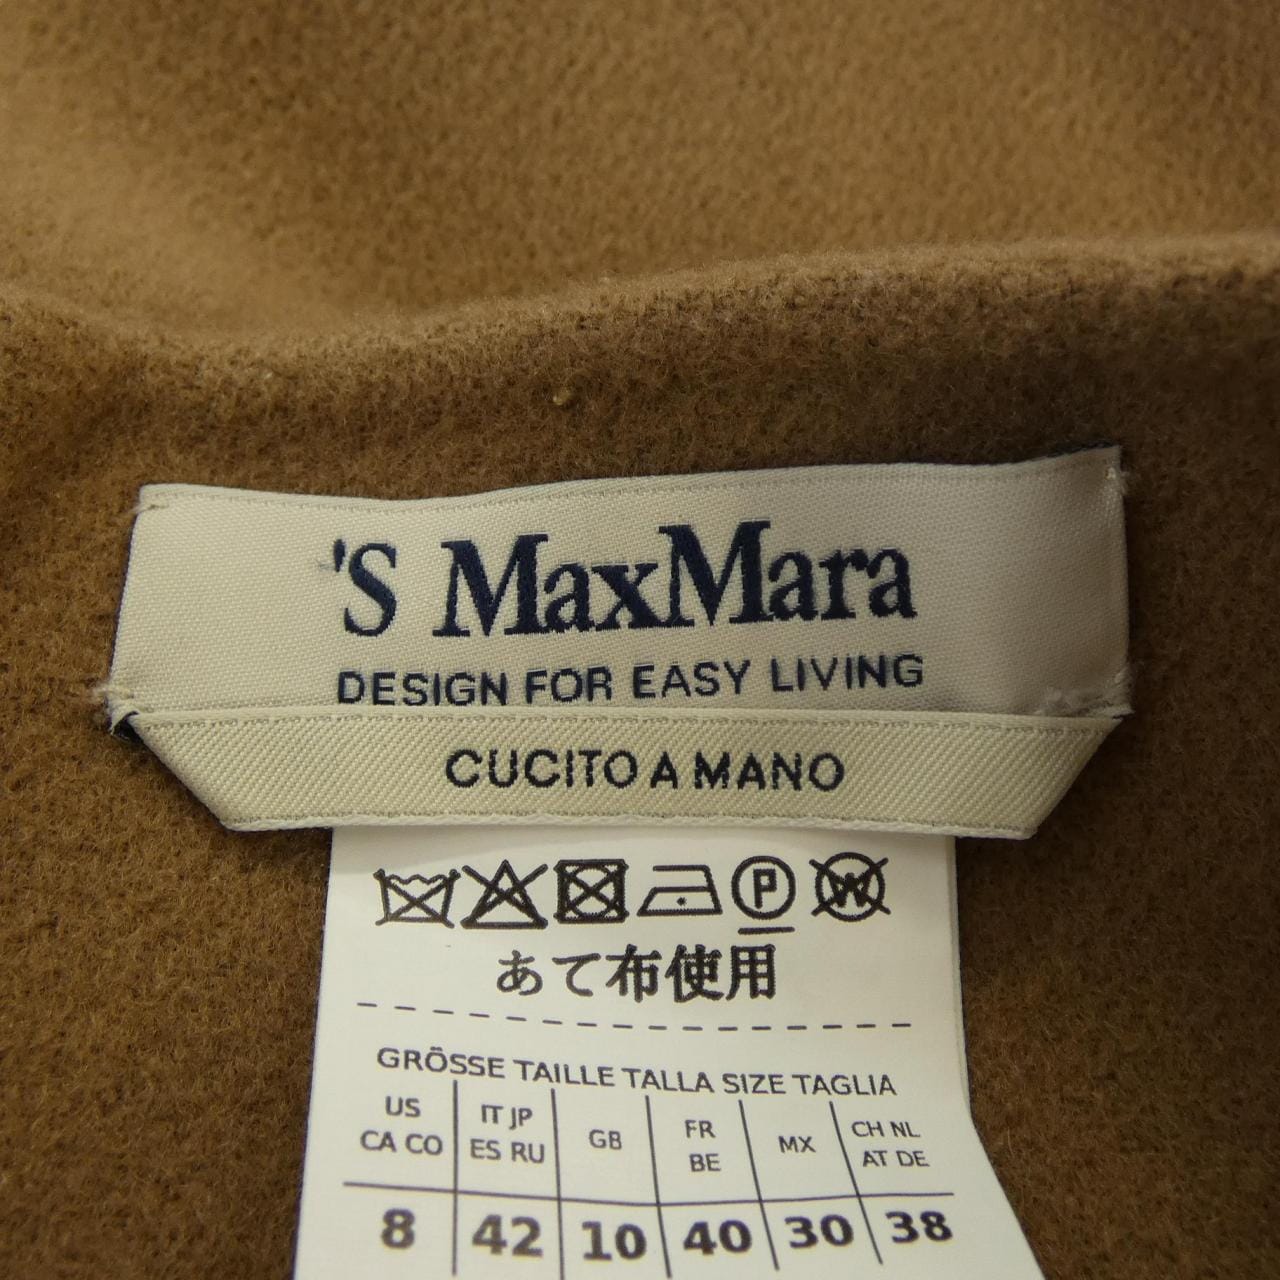 'S MaxMara
DESIGN FOR EASY LIVING
CUCITO A MANO
P W
あて布使用
GRÖSSE TAILLE TALLA SIZE TAGLIA
US CA CO
IT JP ES RU
GB
FR BE
MX
CH NL AT DE
8 42 10 40 30 38